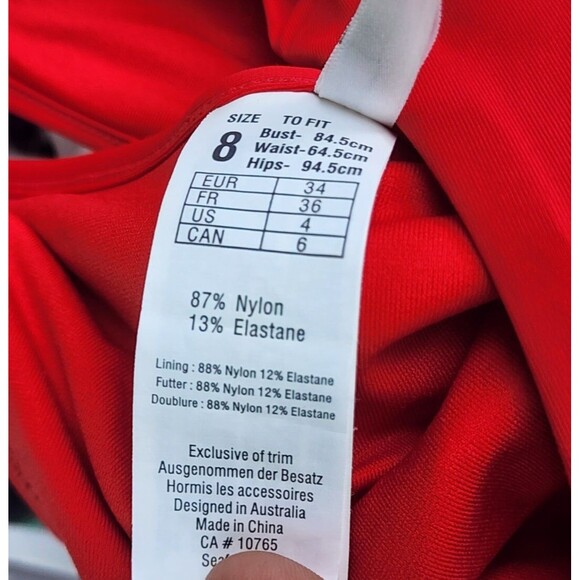 SIZE TO FIT
8 Bust- 84.5cm
Waist-64.5cm
Hips- 94.5cm
EUR 34
FR 36
US 4
CAN 6
87% Nylon
13% Elastane
Lining : 88% Nylon 12% Elastane
Futter : 88% Nylon 12% Elastane
Doublure : 88% Nylon 12% Elastane
Exclusive of trim
Ausgenommen der Besatz
Hormis les accessoires
Designed in Australia
Made in China
CA # 10765